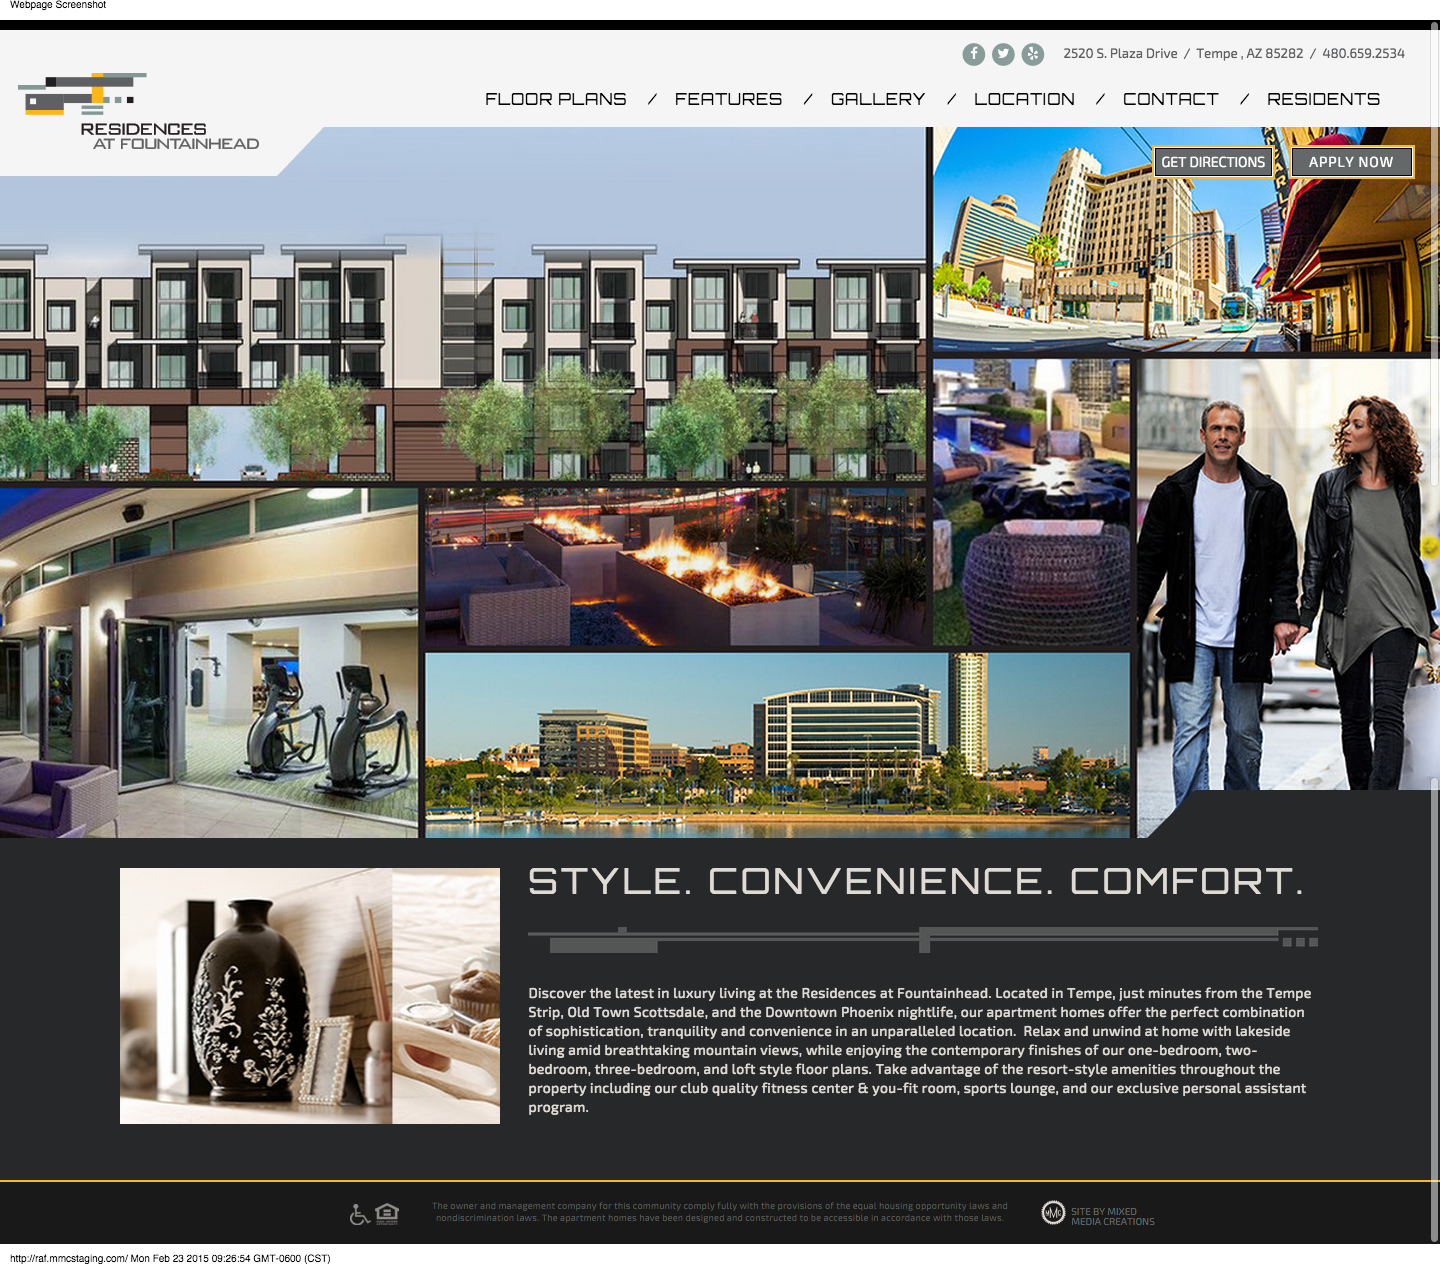 Webpage Screenshot
2520 S. Plaza Drive / Tempe , AZ 85282 / 480.659.2534
FLOOR PLANS / FEATURES / GALLERY / LOCATION / CONTACT / RESIDENTS
RESIDENCES
AT FOUNTAINHEAD
GET DIRECTIONS
APPLY NOW
STYLE. CONVENIENCE. COMFORT.
Discover the latest in luxury living at the Residences at Fountainhead. Located in Tempe, just minutes from the Tempe
Strip, Old Town Scottsdale, and the Downtown Phoenix nightlife, our apartment homes offer the perfect combination
of sophistication, tranquility and convenience in an unparalleled location. Relax and unwind at home with lakeside
living amid breathtaking mountain views, while enjoying the contemporary finishes of our one-bedroom, two-
bedroom, three-bedroom, and loft style floor plans. Take advantage of the resort-style amenities throughout the
property including our club quality fitness center & you-fit room, sports lounge, and our exclusive personal assistant
program.
The owner and management company for this community comply fully with the provisions of the equal housing opportunity laws and
nondiscrimination laws. The apartment homes have been designed and constructed to be accessible in accordance with those laws.
SITE BY MIXED
MEDIA CREATIONS
http://raf.mmcstaging.com/ Mon Feb 23 2015 09:26:54 GMT-0600 (CST)